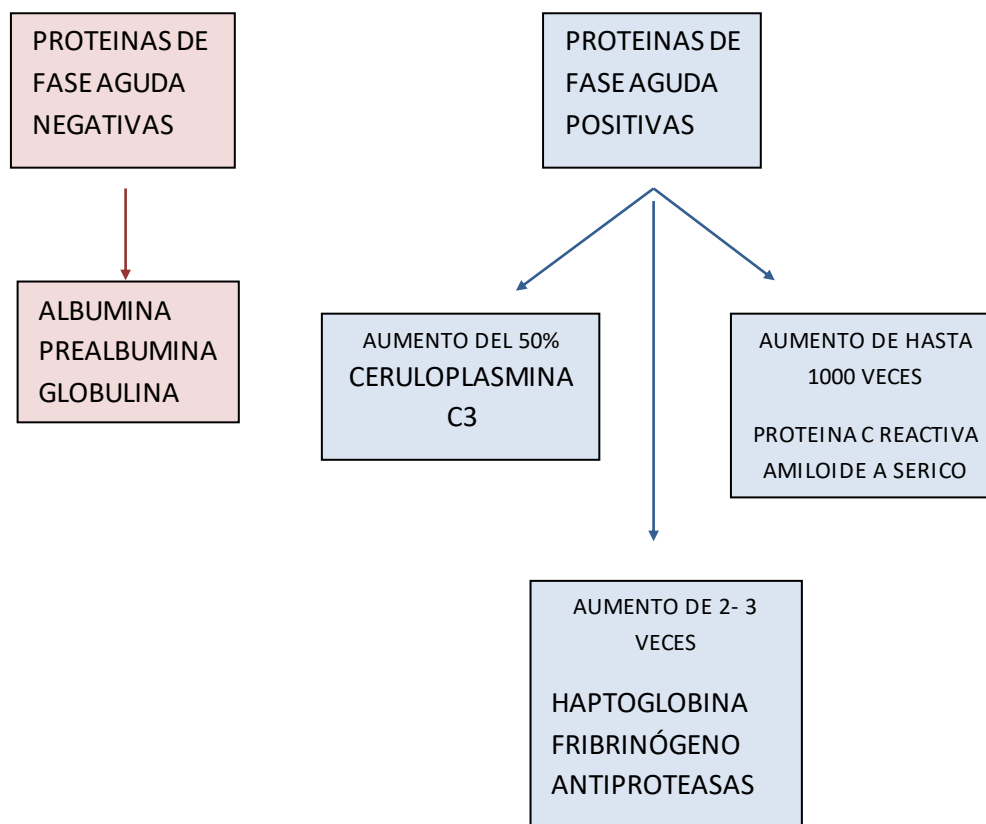 PROTEINAS DE
FASE AGUDA
NEGATIVAS
ALBUMINA
PREALBUMINA
GLOBULINA
PROTEINAS DE
FASE AGUDA
POSITIVAS
AUMENTO DEL 50%
CERULOPLASMINA
C3
AUMENTO DE HASTA
1000 VECES
PROTEINA C REACTIVA
AMILOIDE A SERICO
AUMENTO DE 2- 3
VECES
HAPTOGLOBINA
FRIBRINÓGENO
ANTIPROTEASAS